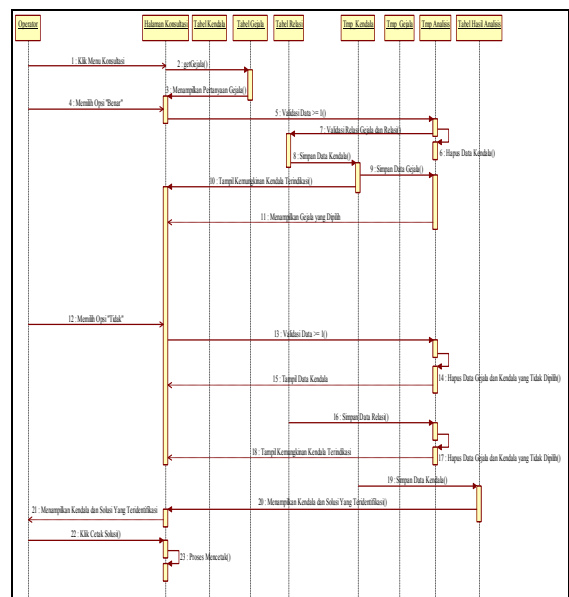 Operator
Halaman Konsultasi
Tabel Kendala
Tabel Gejala
Tabel Relasi
Tmp_Kendala
Tmp_Gejala
Tmp Analisis
Tabel Hasil Analisis
1 : Klik Menu Konsultasi
2 : getGejala()
3 : Menampilkan Pertanyaan Gejala()
4 : Memilih Opsi "Benar"
5 : Validasi Data >= 1()
7 : Validasi Relasi Gejala dan Relasi()
6 : Hapus Data Kendala()
8 : Simpan Data Kendala()
9 : Simpan Data Gejala()
10 : Tampil Kemungkinan Kendala Terindikasi()
11 : Menampilkan Gejala yang Dipilih
12 : Memilih Opsi "Tidak"
13 : Validasi Data >= 1()
14 : Hapus Data Gejala dan Kendala yang Tidak Dipilih()
15 : Tampil Data Kendala
16 : Simpan Data Relasi()
18 : Tampil Kemungkinan Kendala Terindikasi
17 : Hapus Data Gejala dan Kendala yang Tidak Dipilih()
19 : Simpan Data Kendala()
20 : Menampilkan Kendala dan Solusi Yang Teridentifikasi()
21 : Menampilkan Kendala dan Solusi Yang Teridentifikasi
22 : Klik Cetak Solusi()
23 : Proses Mencetak()